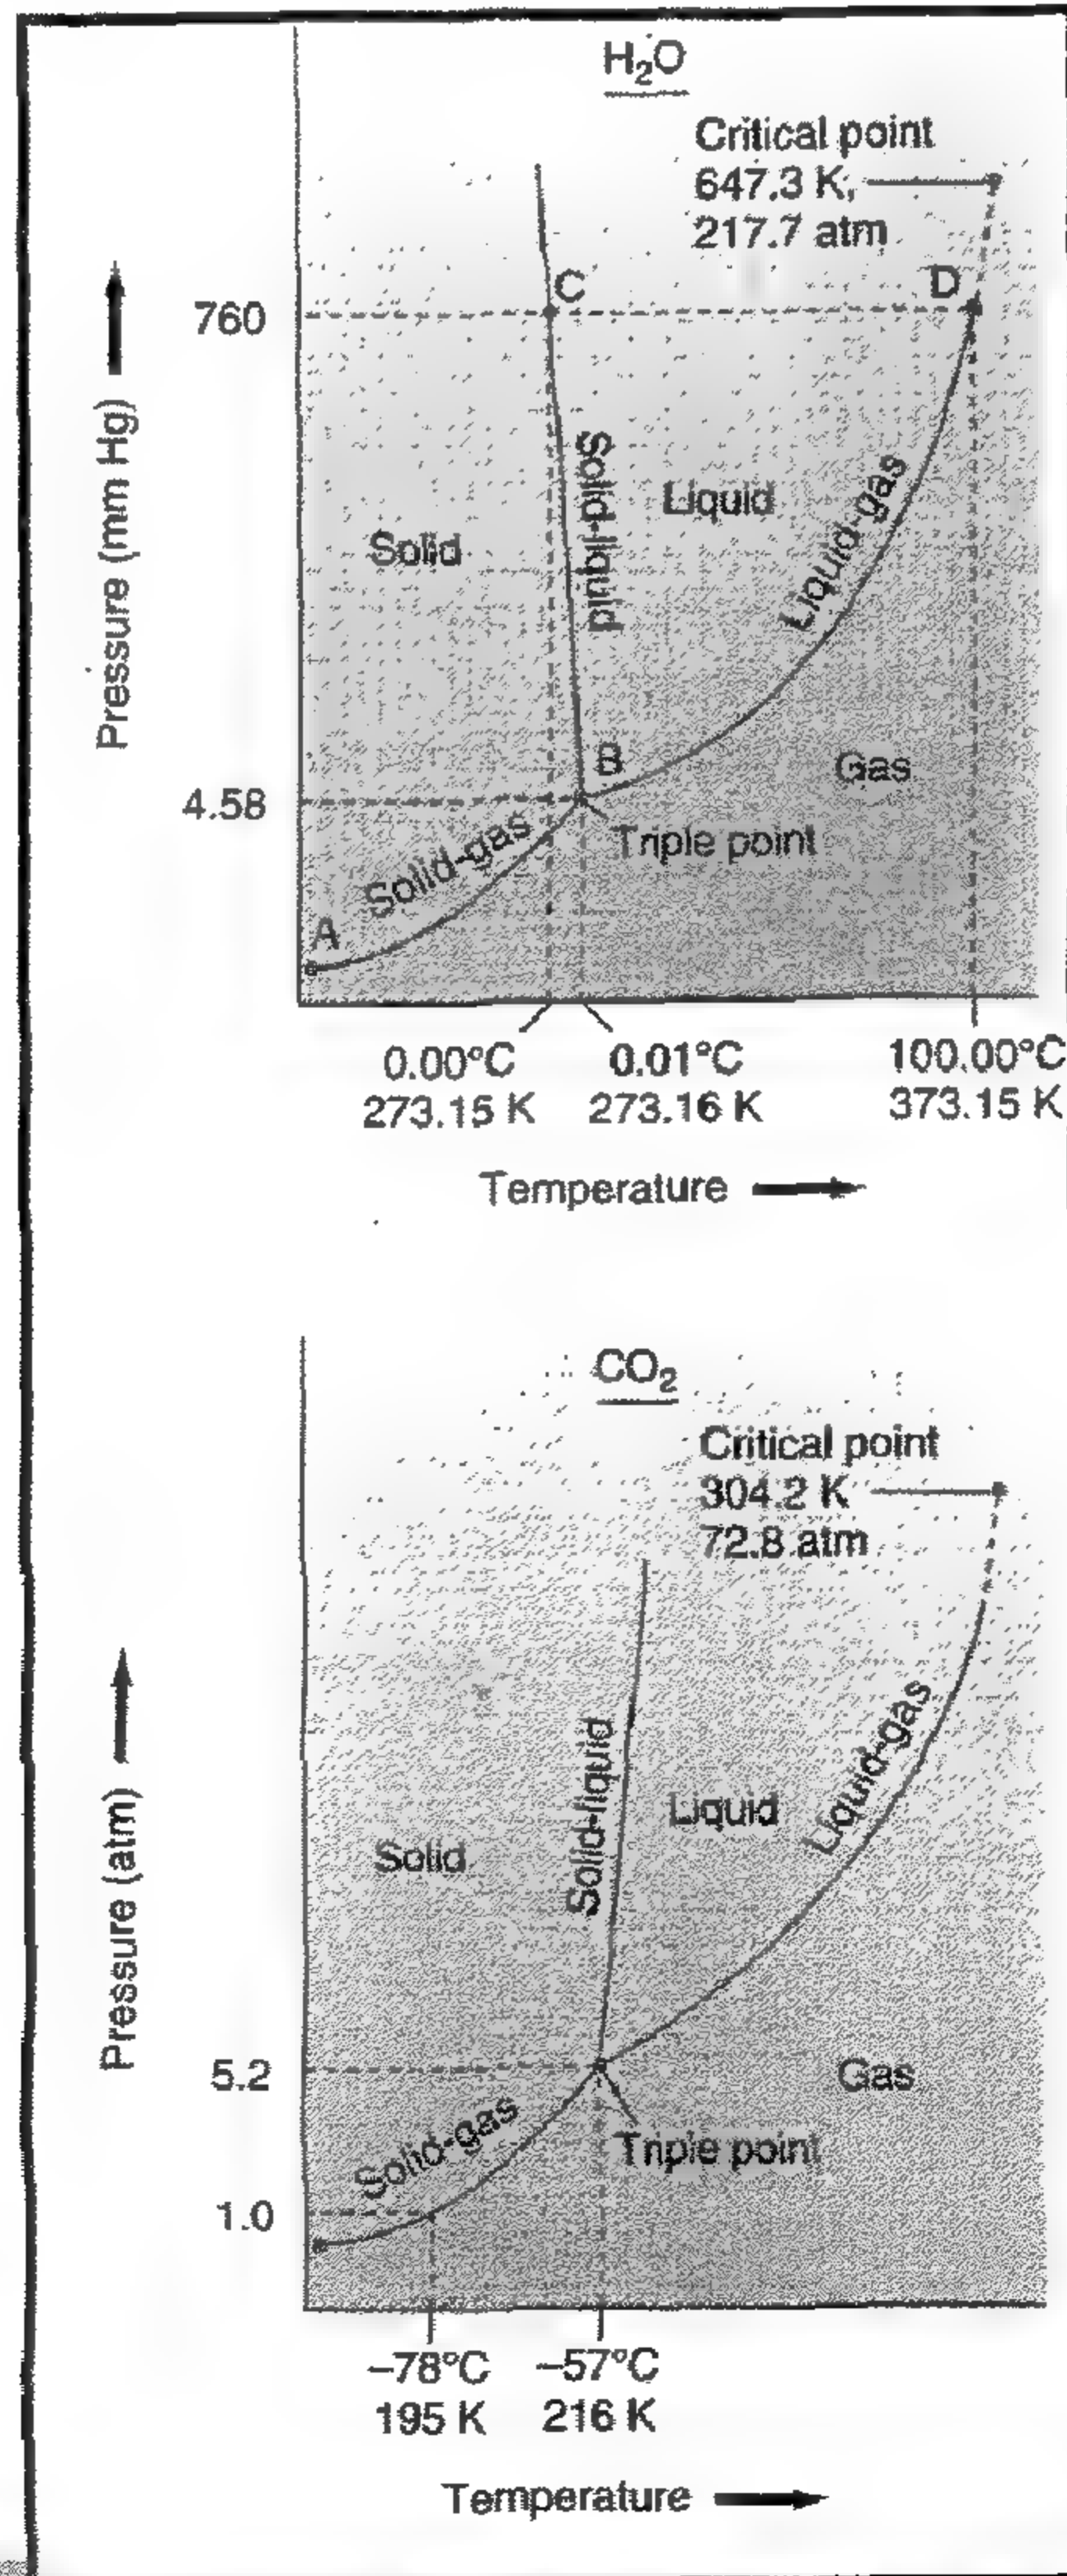 H₂O
Critical point
647.3 K,
217.7 atm
C
D
760
Pressure (mm Hg)
Solid-liquid
Liquid
Liquid-gas
Solid
B
Gas
4.58
Triple point
Solid-gas
A
0.00°C
273.15 K
0.01°C
273.16 K
100.00°C
373.15 K
Temperature
CO₂
Critical point
304.2 K
72.8 atm
Pressure (atm)
Solid-liquid
Liquid
Liquid-gas
Solid
5.2
Gas
Triple point
Solid-gas
1.0
–78°C
195 K
–57°C
216 K
Temperature